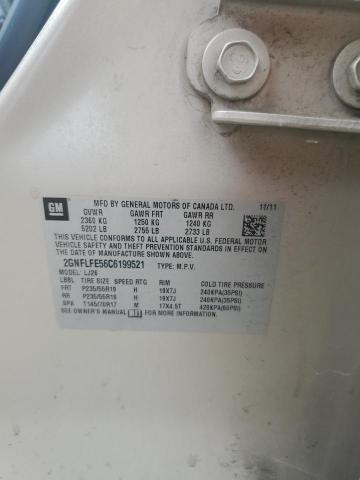 GM
MFD BY GENERAL MOTORS OF CANADA LTD. 11/11
GVWR GAWR FRT GAWR RR
2360 KG 1250 KG 1240 KG
5202 LB 2755 LB 2733 LB
THIS VEHICLE CONFORMS TO ALL APPLICABLE U.S. FEDERAL MOTOR
VEHICLE SAFETY AND THEFT PREVENTION STANDARDS IN EFFECT ON
THE DATE OF MANUFACTURE SHOWN ABOVE.
2GNFLFE56C6199521 TYPE: M.P.V.
MODEL: LJ26
LBBL TIRE SIZE SPEED RTG RIM COLD TIRE PRESSURE
FRT P235/55R19 H 19X7J 240KPA(35PSI)
RR P235/55R19 H 19X7J 240KPA(35PSI)
SPA T145/70R17 M 17X4.5T 420KPA(60PSI)
SEE OWNER'S MANUAL FOR MORE INFORMATION.